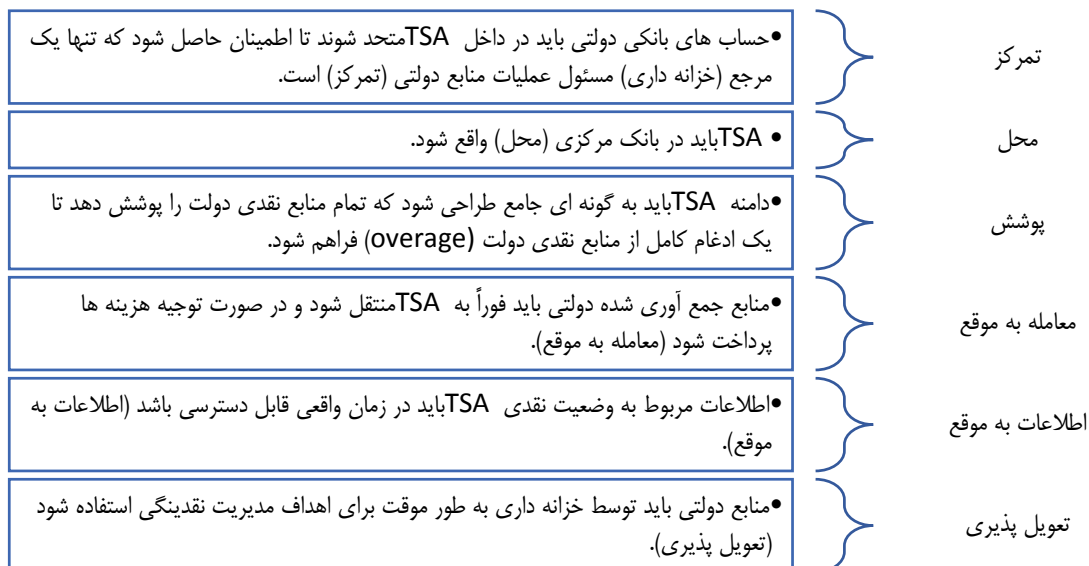 تمرکز
•حساب های بانکی دولتی باید در داخل TSAمتحد شوند تا اطمینان حاصل شود که تنها یک
مرجع (خزانه داری) مسئول عملیات منابع دولتی (تمرکز) است.
محل
• TSAباید در بانک مرکزی (محل) واقع شود.
پوشش
•دامنه TSAباید به گونه ای جامع طراحی شود که تمام منابع نقدی دولت را پوشش دهد تا
یک ادغام کامل از منابع نقدی دولت (overage) فراهم شود.
معامله به موقع
•منابع جمع آوری شده دولتی باید فوراً به TSAمنتقل شود و در صورت توجیه هزینه ها
پرداخت شود (معامله به موقع).
اطلاعات به موقع
•اطلاعات مربوط به وضعیت نقدی TSAباید در زمان واقعی قابل دسترسی باشد (اطلاعات به
موقع).
تعویل پذیری
•منابع دولتی باید توسط خزانه داری به طور موقت برای اهداف مدیریت نقدینگی استفاده شود
(تعویل پذیری).